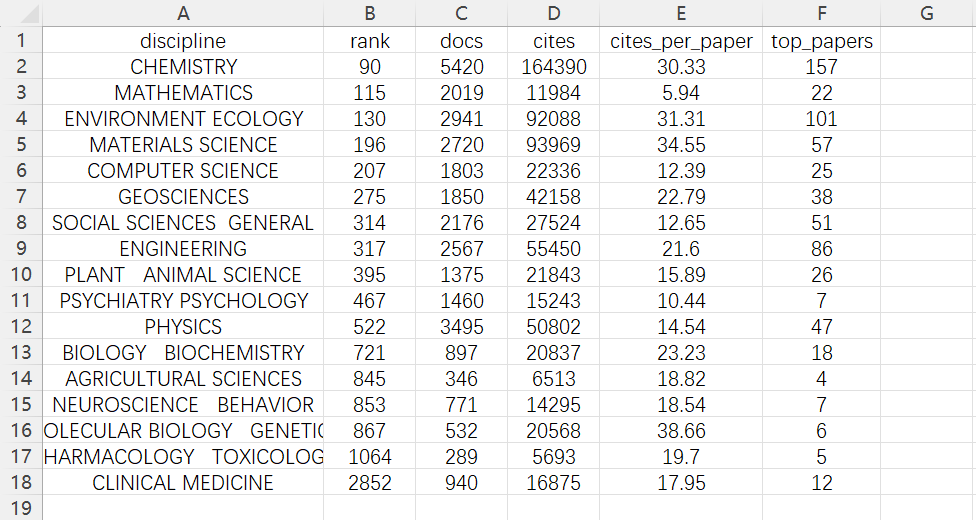 A B C D E F G
1 discipline rank docs cites cites_per_paper top_papers
2 CHEMISTRY 90 5420 164390 30.33 157
3 MATHEMATICS 115 2019 11984 5.94 22
4 ENVIRONMENT ECOLOGY 130 2941 92088 31.31 101
5 MATERIALS SCIENCE 196 2720 93969 34.55 57
6 COMPUTER SCIENCE 207 1803 22336 12.39 25
7 GEOSCIENCES 275 1850 42158 22.79 38
8 SOCIAL SCIENCES  GENERAL 314 2176 27524 12.65 51
9 ENGINEERING 317 2567 55450 21.6 86
10 PLANT   ANIMAL SCIENCE 395 1375 21843 15.89 26
11 PSYCHIATRY PSYCHOLOGY 467 1460 15243 10.44 7
12 PHYSICS 522 3495 50802 14.54 47
13 BIOLOGY   BIOCHEMISTRY 721 897 20837 23.23 18
14 AGRICULTURAL SCIENCES 845 346 6513 18.82 4
15 NEUROSCIENCE   BEHAVIOR 853 771 14295 18.54 7
16 OLECULAR BIOLOGY   GENETIC 867 532 20568 38.66 6
17 HARMACOLOGY   TOXICOLOG 1064 289 5693 19.7 5
18 CLINICAL MEDICINE 2852 940 16875 17.95 12
19